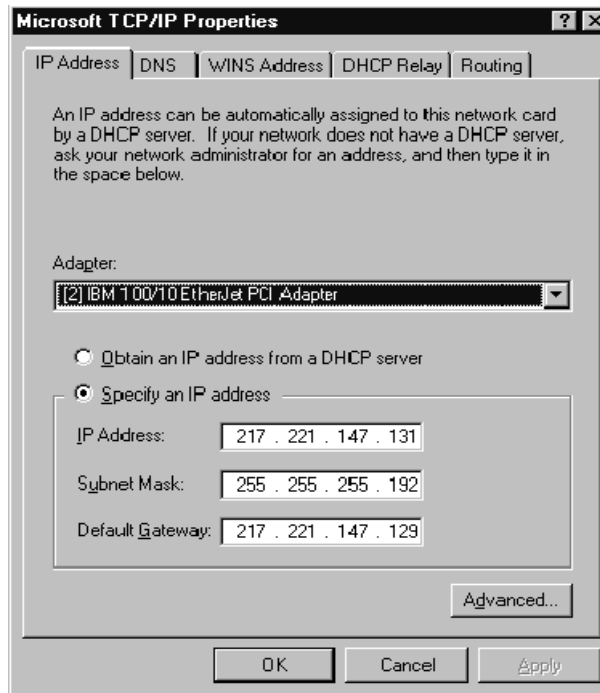 Microsoft TCP/IP Properties
IP Address DNS WINS Address DHCP Relay Routing
An IP address can be automatically assigned to this network card
by a DHCP server. If your network does not have a DHCP server,
ask your network administrator for an address, and then type it in
the space below.
Adapter:
[2] IBM 100/10 EtherJet PCI Adapter
Obtain an IP address from a DHCP server
Specify an IP address
IP Address: 217 . 221 . 147 . 131
Subnet Mask: 255 . 255 . 255 . 192
Default Gateway: 217 . 221 . 147 . 129
Advanced...
OK Cancel Apply